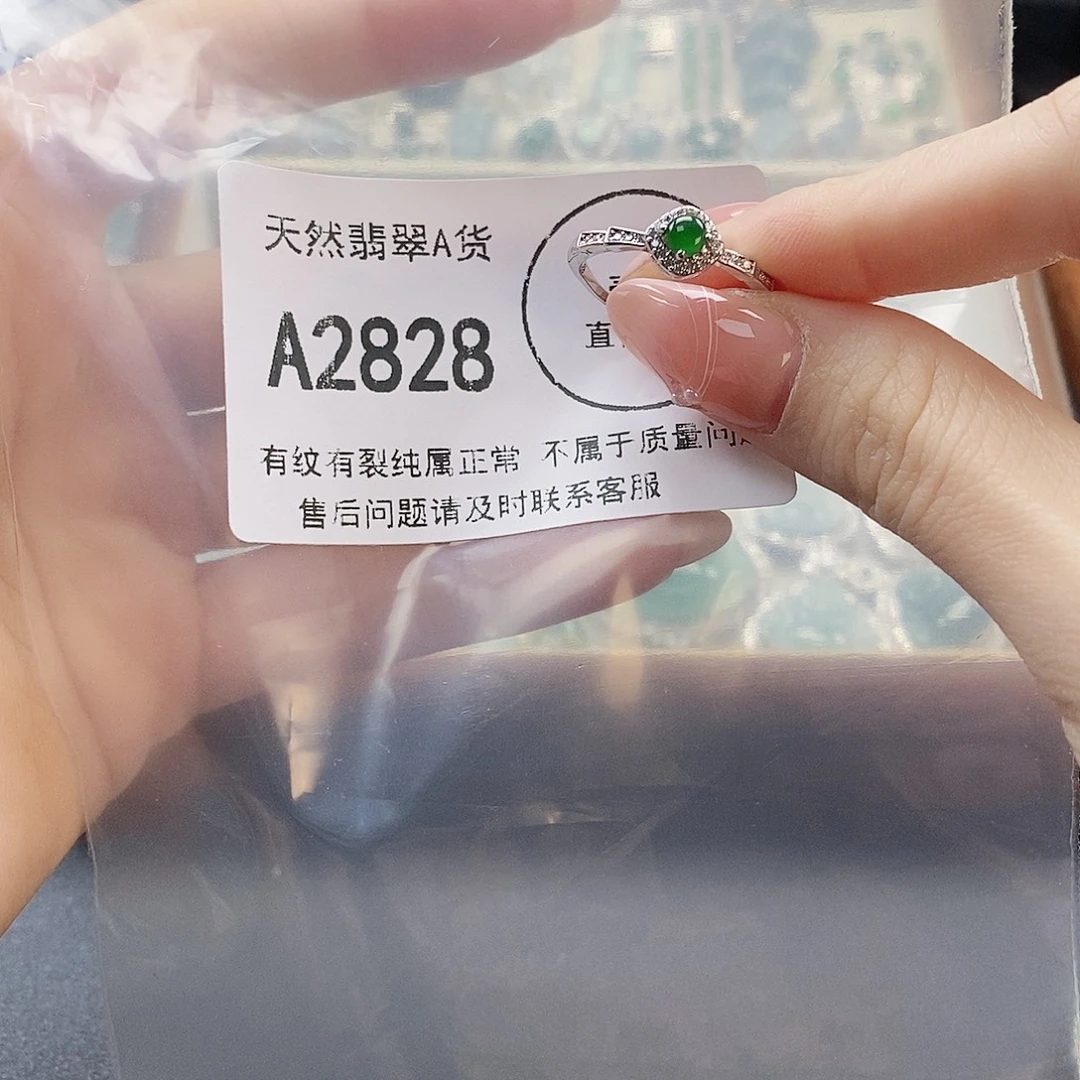 天然翡翠A货
A2828
直
有纹有裂纯属正常 不属于质量问
售后问题请及时联系客服